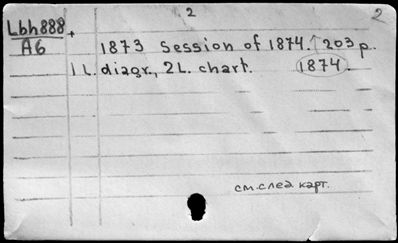 2 2
Lbh888
A6
1873 Session of 1874.↑203 p.
1 L. diagr., 2 L. chart. 1874.
см.след карт.